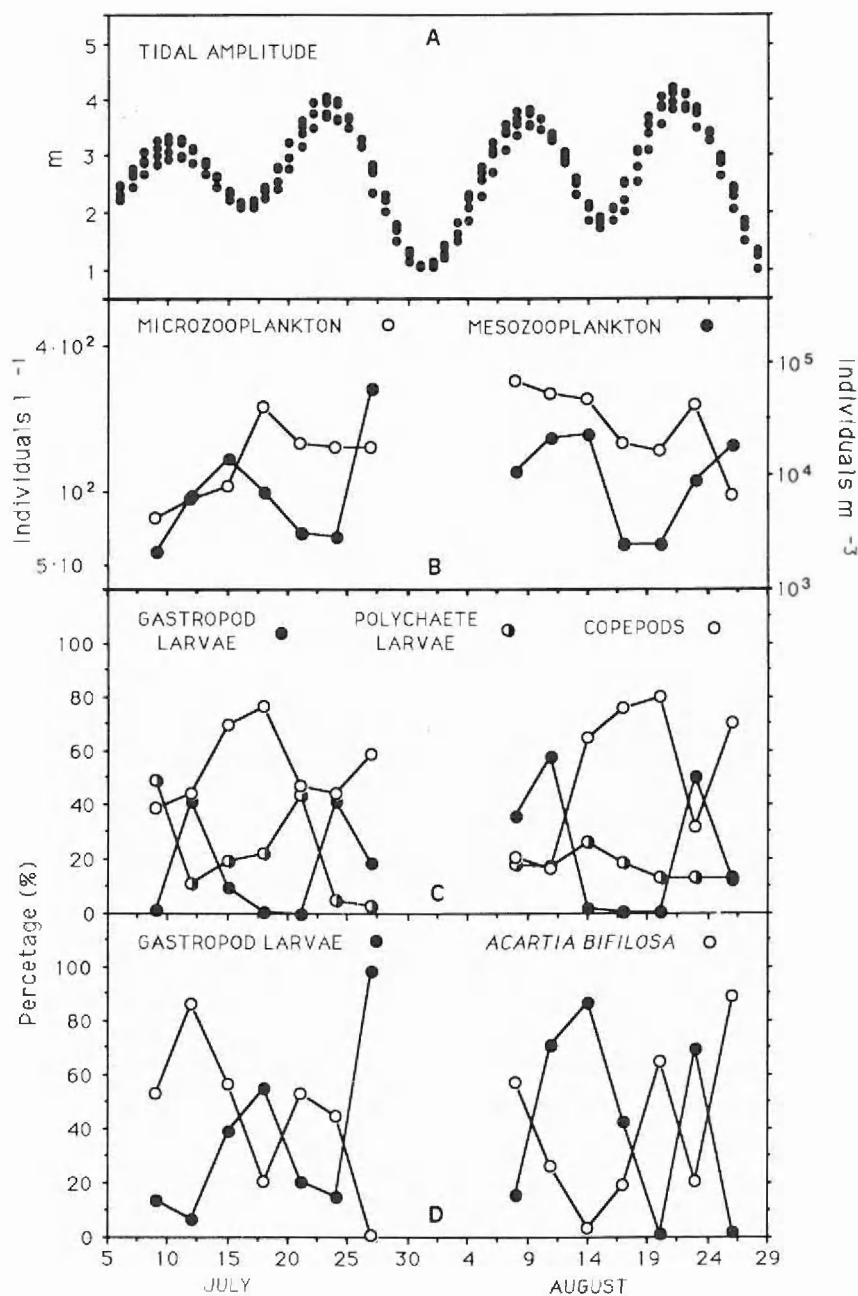 A
TIDAL AMPLITUDE
5
4
3
2
1
m
MICROZOOPLANKTON
MESOZOOPLANKTON
4·10²
10²
5·10
Individuals l ⁻¹
10⁵
10⁴
10³
Individuals m ⁻³
B
GASTROPOD LARVAE
POLYCHAETE LARVAE
COPEPODS
100
80
60
40
20
0
C
Percetage (%)
GASTROPOD LARVAE
ACARTIA BIFILOSA
100
80
60
40
20
0
D
5 10 15 20 25 30 4 9 14 19 24 29
JULY AUGUST